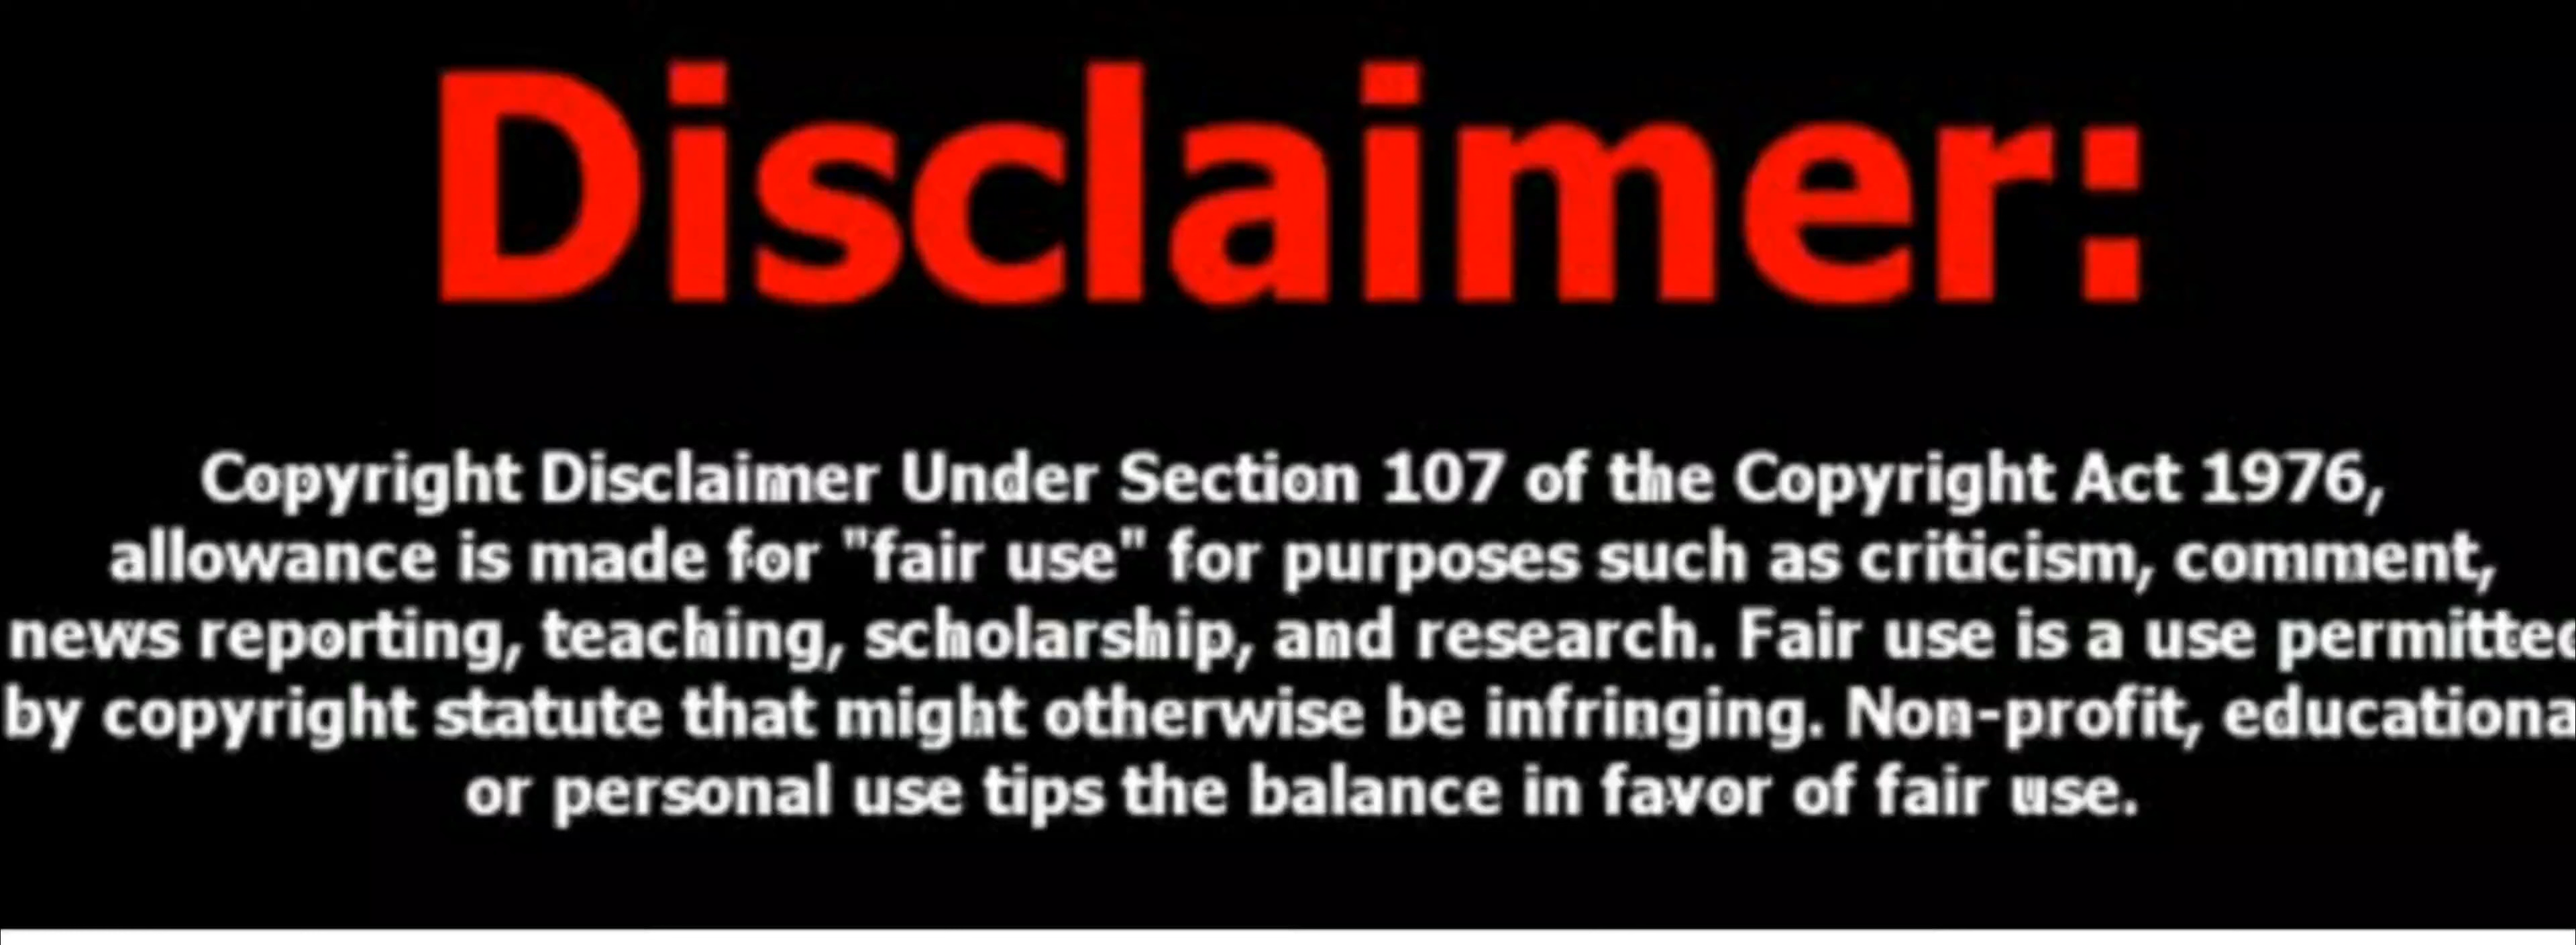 Disclaimer:
Copyright Disclaimer Under Section 107 of the Copyright Act 1976,
allowance is made for "fair use" for purposes such as criticism, comment,
news reporting, teaching, scholarship, and research. Fair use is a use permitted
by copyright statute that might otherwise be infringing. Non-profit, educationa
or personal use tips the balance in favor of fair use.